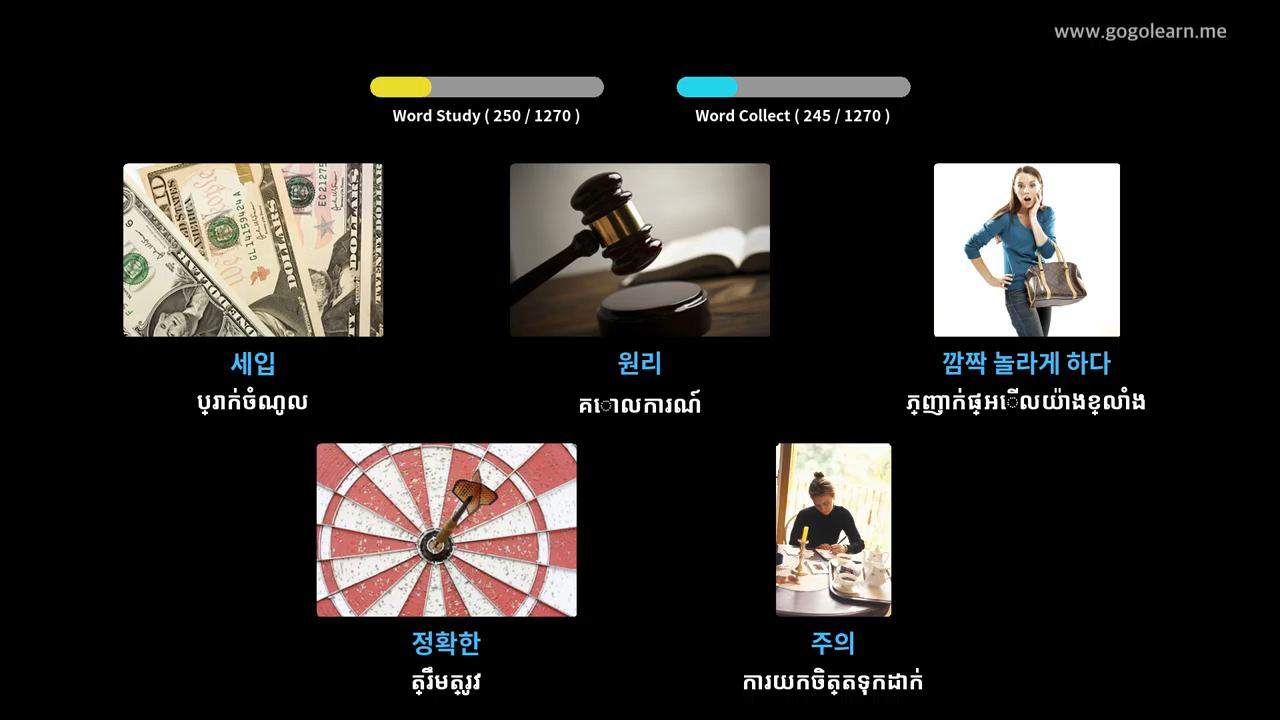 www.gogolearn.me
Word Study ( 250 / 1270 )
Word Collect ( 245 / 1270 )
세입
원리
깜짝 놀라게 하다
ប្រាក់ចំណូល
គោលការណ៍
ភ្ញាក់ផ្អើលយ៉ាងខ្លាំង
정확한
주의
ត្រឹមត្រូវ
ការយកចិត្តទុកដាក់